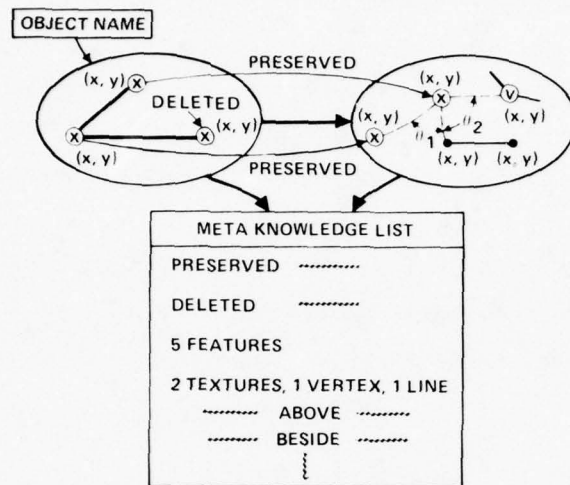 OBJECT NAME
PRESERVED
(x, y) X
DELETED
X X (x, y)
(x, y)
(x, y)
X V
(x, y) (x, y)
X θ1 θ2
(x, y) (x, y)
PRESERVED
META KNOWLEDGE LIST
PRESERVED
DELETED
5 FEATURES
2 TEXTURES, 1 VERTEX, 1 LINE
ABOVE
BESIDE